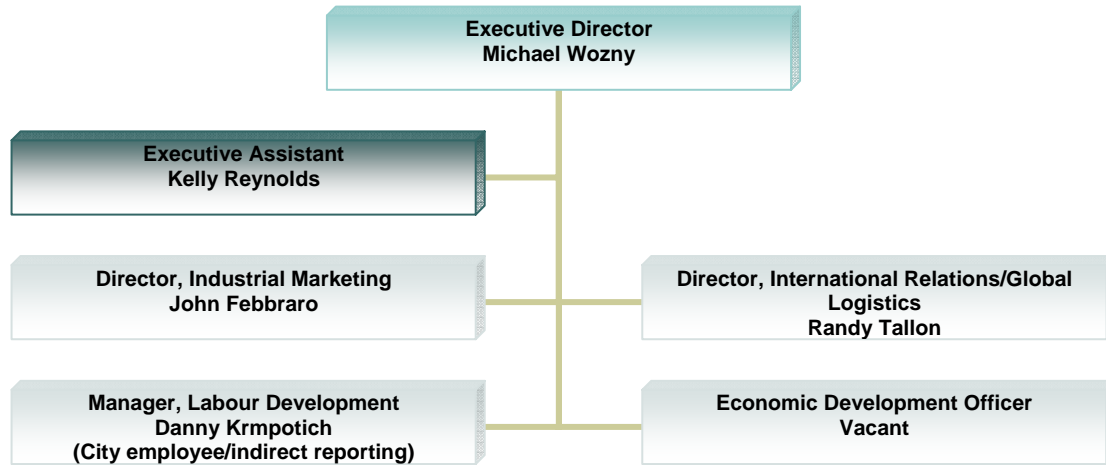 Executive Director
Michael Wozny
Executive Assistant
Kelly Reynolds
Director, Industrial Marketing
John Febbraro
Director, International Relations/Global
Logistics
Randy Tallon
Manager, Labour Development
Danny Krmpotich
(City employee/indirect reporting)
Economic Development Officer
Vacant